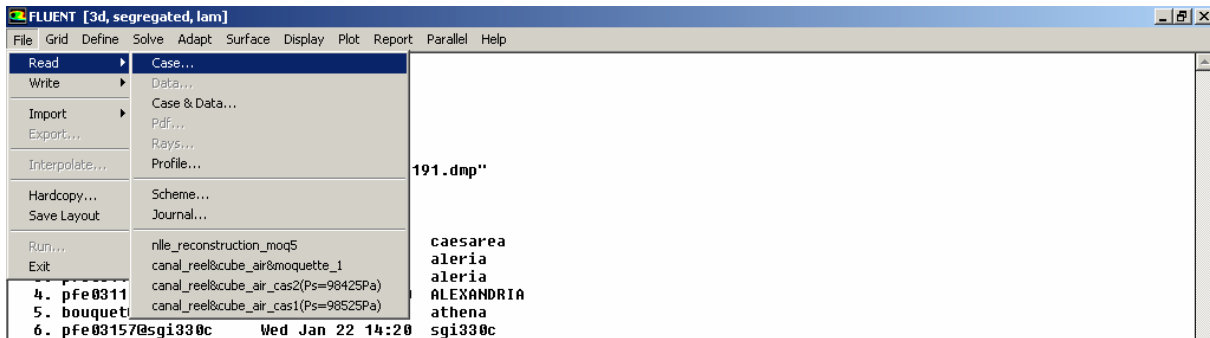 FLUENT [3d, segregated, lam]
File Grid Define Solve Adapt Surface Display Plot Report Parallel Help
Read
Write
Import
Export...
Interpolate...
Hardcopy...
Save Layout
Run...
Exit
Case...
Data...
Case & Data...
Pdf...
Rays...
Profile...
Scheme...
Journal...
nlle_reconstruction_moq5
canal_reel&cube_air&moquette_1
canal_reel&cube_air_cas2(Ps=98425Pa)
canal_reel&cube_air_cas1(Ps=98525Pa)
191.dmp"
caesarea
aleria
aleria
4. pfe0311 ALEXANDRIA
5. bouquet athena
6. pfe03157@sgi330c Wed Jan 22 14:20 sgi330c